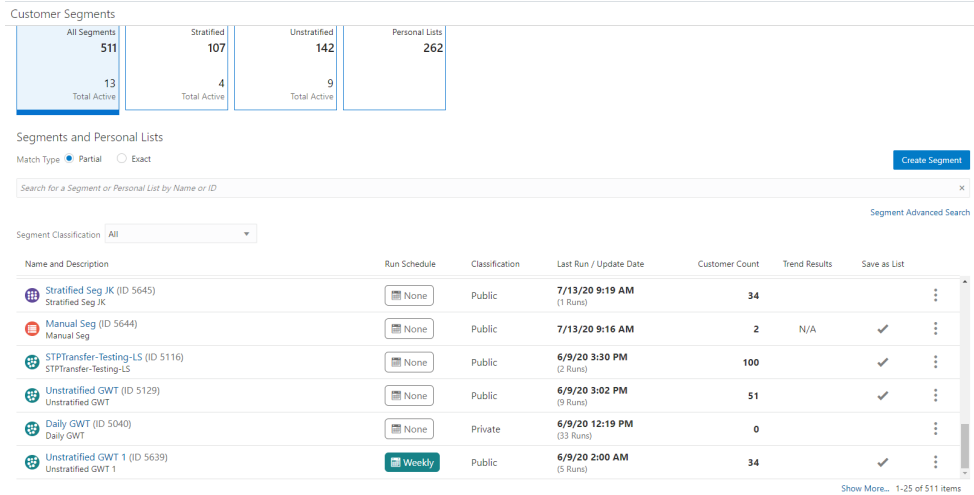 Customer Segments
All Segments
511
13
Total Active
Stratified
107
4
Total Active
Unstratified
142
9
Total Active
Personal Lists
262
Segments and Personal Lists
Match Type Partial Exact
Create Segment
Search for a Segment or Personal List by Name or ID ×
Segment Advanced Search
Segment Classification All
Name and Description Run Schedule Classification Last Run / Update Date Customer Count Trend Results Save as List
Stratified Seg JK (ID 5645) None Public 7/13/20 9:19 AM 34
Stratified Seg JK (1 Runs)
Manual Seg (ID 5644) None Public 7/13/20 9:16 AM 2 N/A
Manual Seg
STPTransfer-Testing-LS (ID 5116) None Public 6/9/20 3:30 PM 100
STPTransfer-Testing-LS (2 Runs)
Unstratified GWT (ID 5129) None Public 6/9/20 3:02 PM 51
Unstratified GWT (9 Runs)
Daily GWT (ID 5040) None Private 6/9/20 12:19 PM 0
Daily GWT (33 Runs)
Unstratified GWT 1 (ID 5639) Weekly Public 6/9/20 2:00 AM 34
Unstratified GWT 1 (5 Runs)
Show More... 1-25 of 511 items